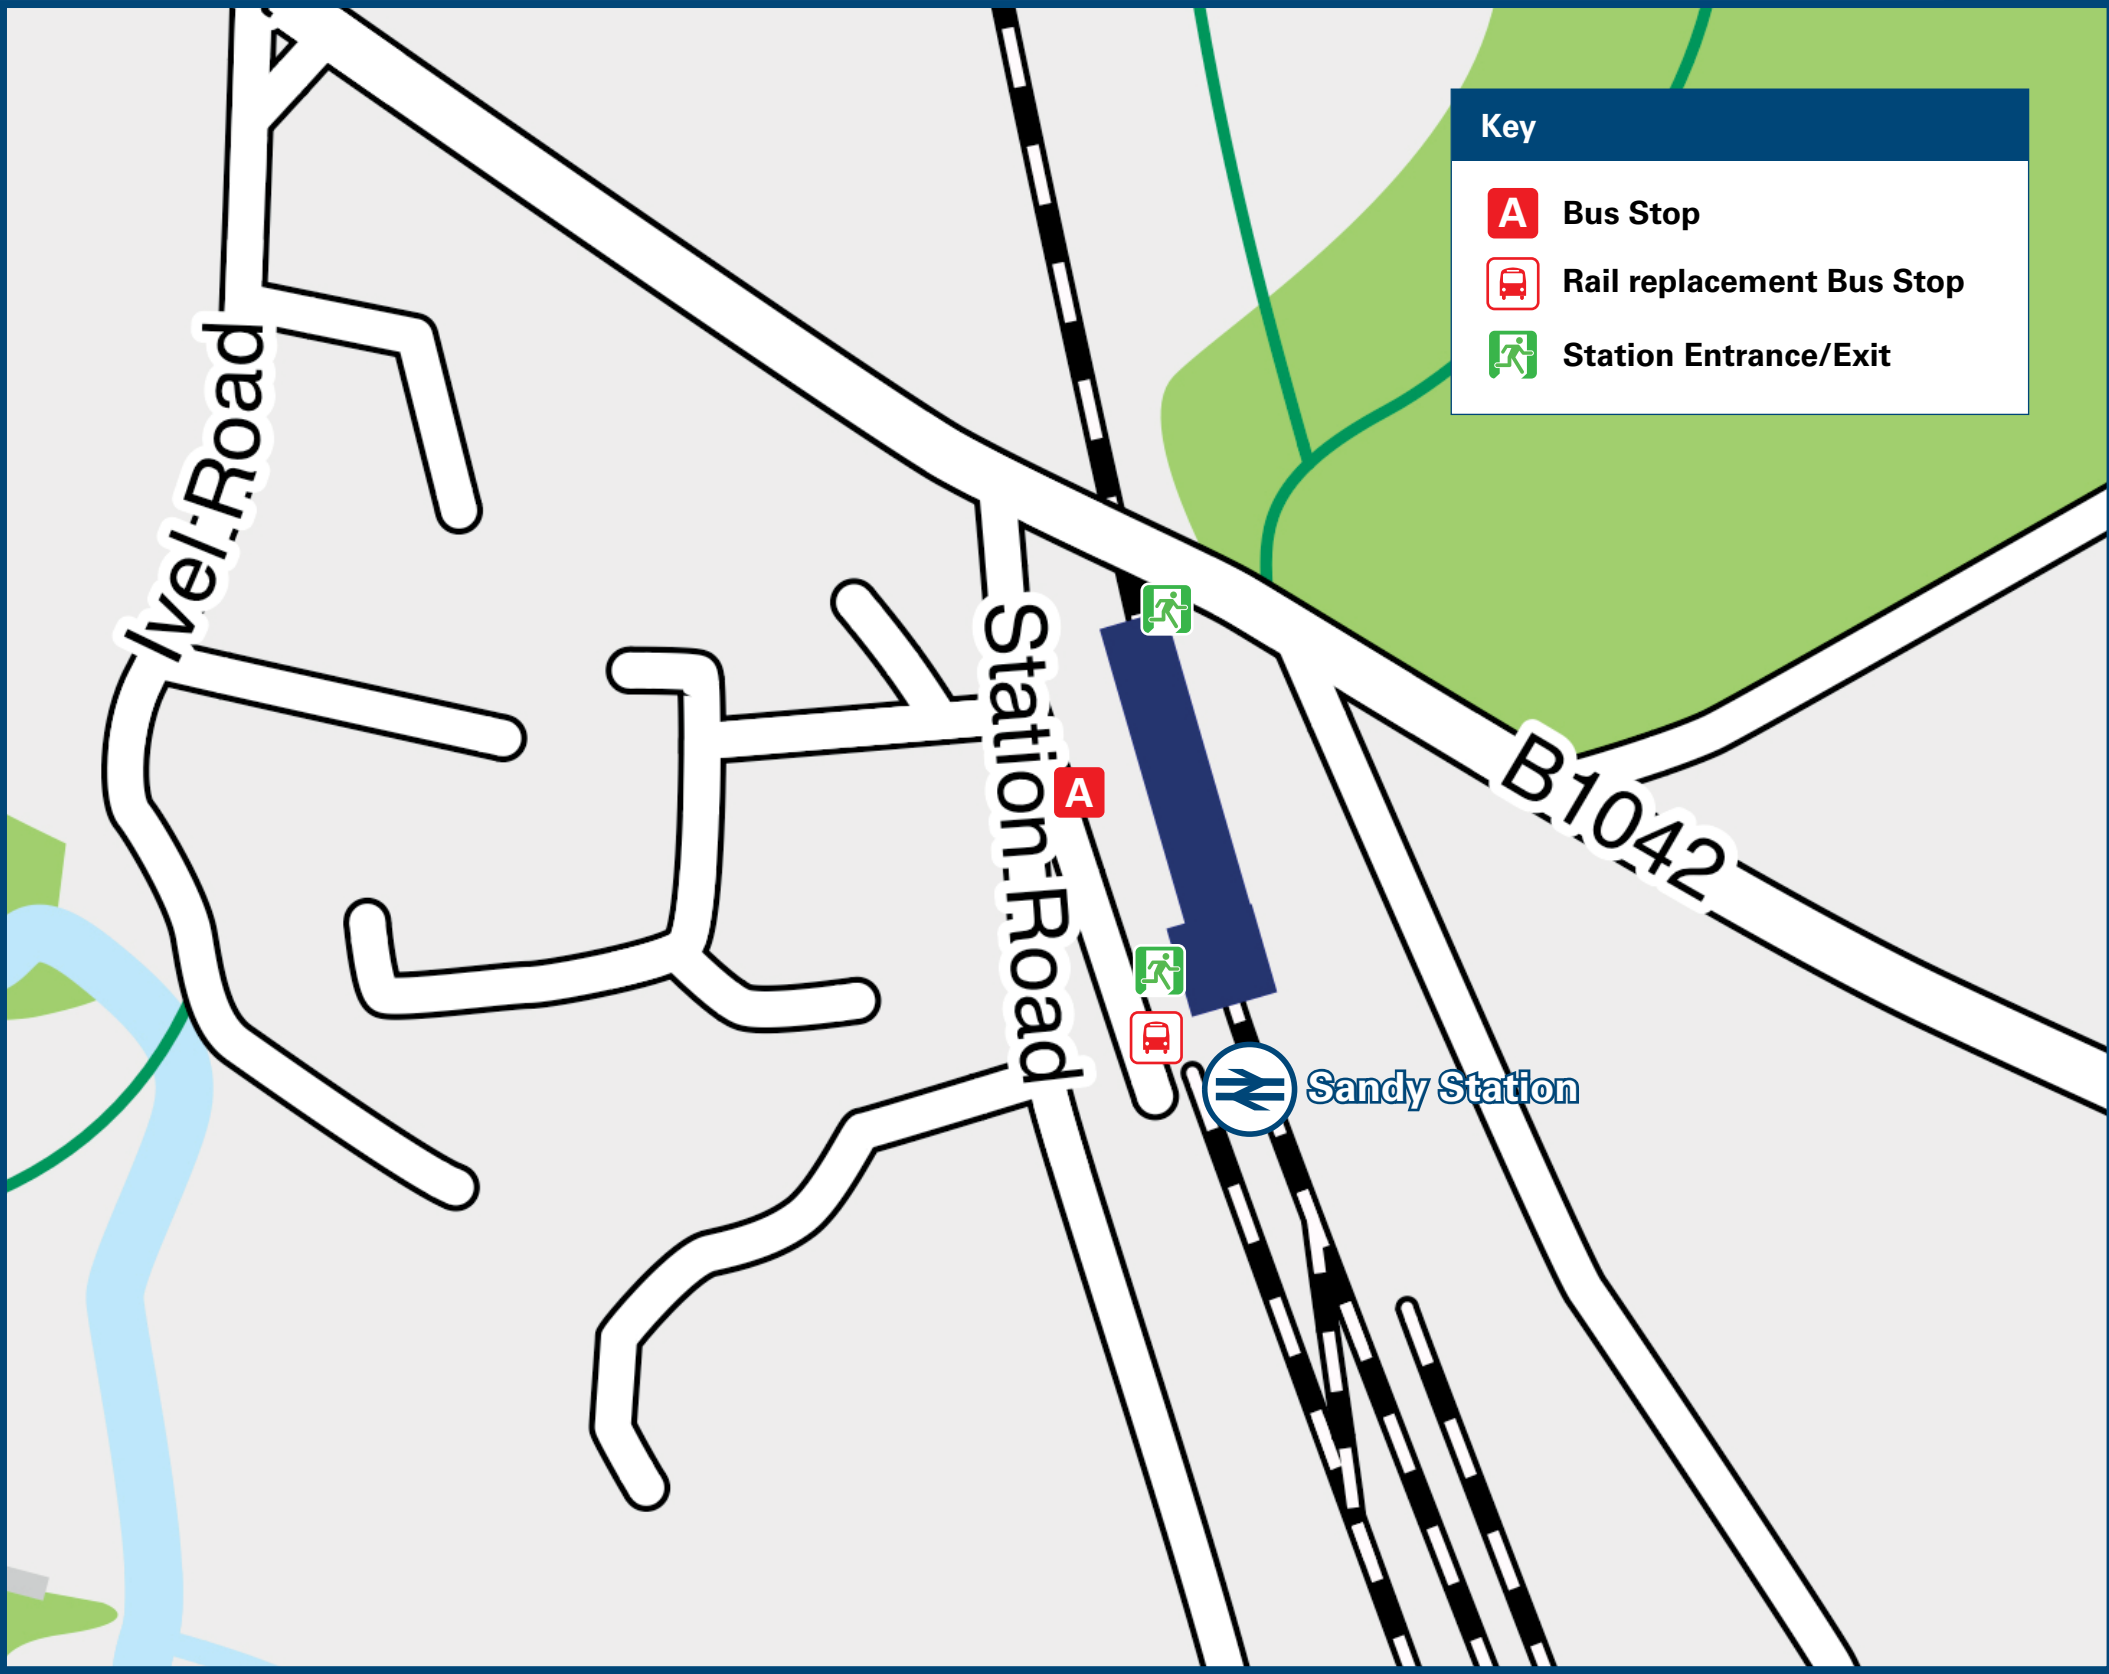 Key
A Bus Stop
Rail replacement Bus Stop
Station Entrance/Exit
Ivel Road
Station Road
A
B1042
Sandy Station